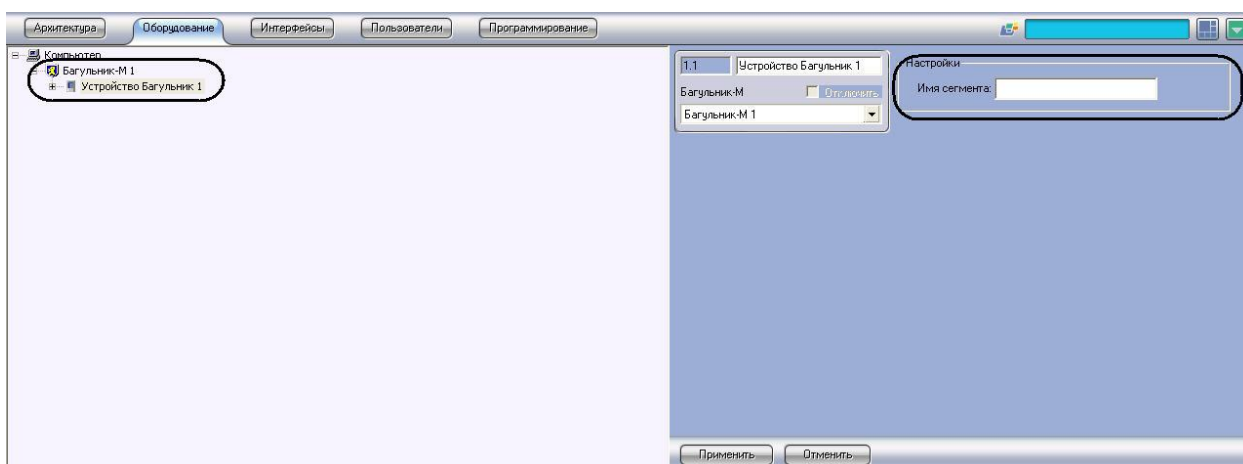 Архитектура Оборудование Интерфейсы Пользователи Программирование
Компьютер
Багульник-М 1
Устройство Багульник 1
1.1 Устройство Багульник 1
Багульник-М Отключить
Багульник-М 1
Настройки
Имя сегмента:
Применить Отменить